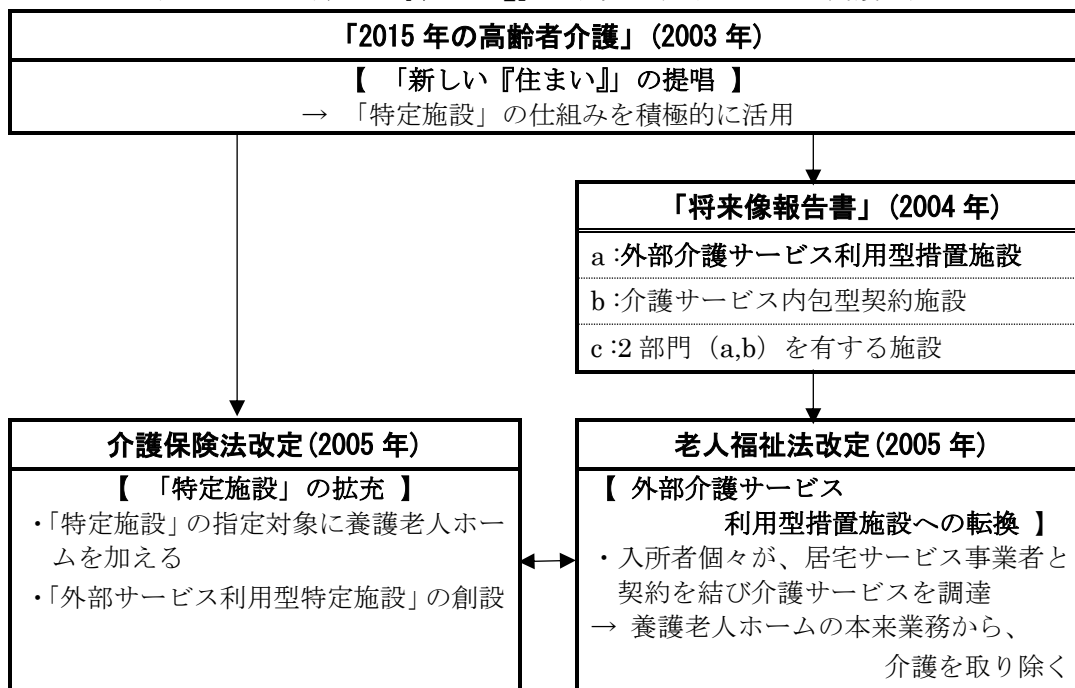 「2015 年の高齢者介護」(2003 年)
【 「新しい『住まい』」の提唱 】
→ 「特定施設」の仕組みを積極的に活用
「将来像報告書」(2004 年)
a :外部介護サービス利用型措置施設
b :介護サービス内包型契約施設
c :2 部門（a,b）を有する施設
介護保険法改定(2005 年)
【 「特定施設」の拡充 】
・「特定施設」の指定対象に養護老人ホー
ムを加える
・「外部サービス利用型特定施設」の創設
老人福祉法改定(2005 年)
【 外部介護サービス
利用型措置施設への転換 】
・入所者個々が、居宅サービス事業者と
契約を結び介護サービスを調達
→ 養護老人ホームの本来業務から、
介護を取り除く